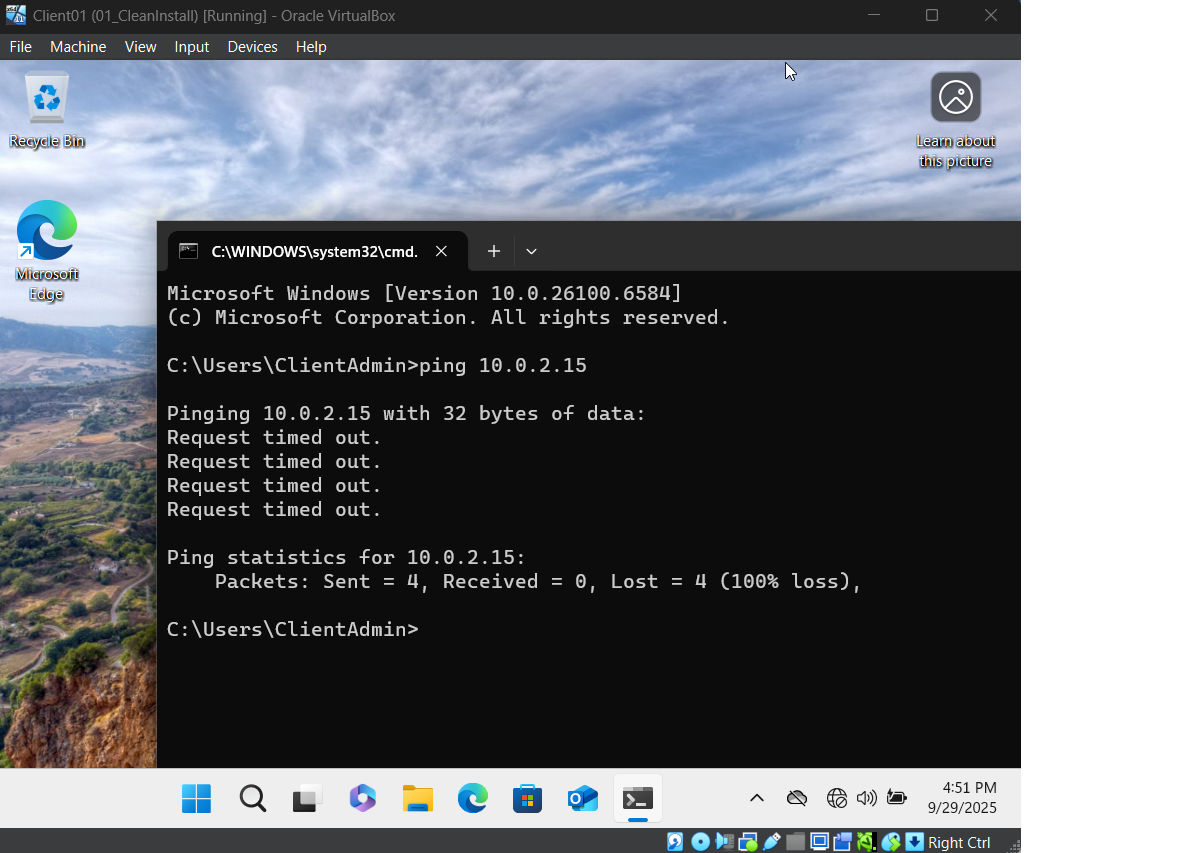 Client01 (01_CleanInstall) [Running] - Oracle VirtualBox
File Machine View Input Devices Help
Recycle Bin
Learn about
this picture
Microsoft
Edge
C:\WINDOWS\system32\cmd.
Microsoft Windows [Version 10.0.26100.6584]
(c) Microsoft Corporation. All rights reserved.
C:\Users\ClientAdmin>ping 10.0.2.15
Pinging 10.0.2.15 with 32 bytes of data:
Request timed out.
Request timed out.
Request timed out.
Request timed out.
Ping statistics for 10.0.2.15:
    Packets: Sent = 4, Received = 0, Lost = 4 (100% loss),
C:\Users\ClientAdmin>
4:51 PM
9/29/2025
Right Ctrl